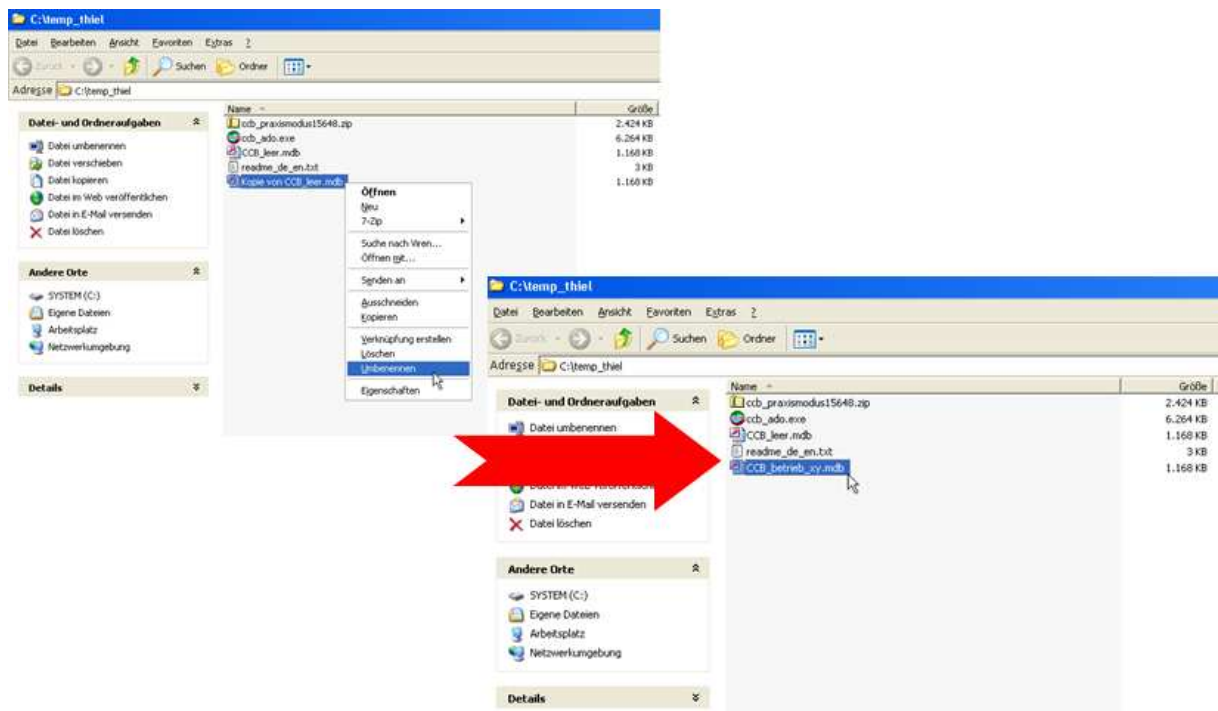 C:\temp_thiel
Datei Bearbeiten Ansicht Favoriten Extras ?
Zurück Suchen Ordner
Adresse C:\temp_thiel
Datei- und Ordneraufgaben
Datei umbenennen
Datei verschieben
Datei kopieren
Datei im Web veröffentlichen
Datei in E-Mail versenden
Datei löschen
Andere Orte
SYSTEM (C:)
Eigene Dateien
Arbeitsplatz
Netzwerkumgebung
Details
Name Größe
ccb_praxismodus15648.zip 2.424 KB
ccb_ado.exe 6.264 KB
CCB_leer.mdb 1.168 KB
readme_de_en.txt 3 KB
Kopie von CCB_leer.mdb 1.168 KB
Öffnen
Neu
7-Zip
Suche nach Viren...
Öffnen mit...
Senden an
Ausschneiden
Kopieren
Verknüpfung erstellen
Löschen
Umbenennen
Eigenschaften
C:\temp_thiel
Datei Bearbeiten Ansicht Favoriten Extras ?
Zurück Suchen Ordner
Adresse C:\temp_thiel
Datei- und Ordneraufgaben
Datei umbenennen
Datei in E-Mail versenden
Datei löschen
Andere Orte
SYSTEM (C:)
Eigene Dateien
Arbeitsplatz
Netzwerkumgebung
Details
Name Größe
ccb_praxismodus15648.zip 2.424 KB
ccb_ado.exe 6.264 KB
CCB_leer.mdb 1.168 KB
readme_de_en.txt 3 KB
CCB_betrieb_xy.mdb 1.168 KB